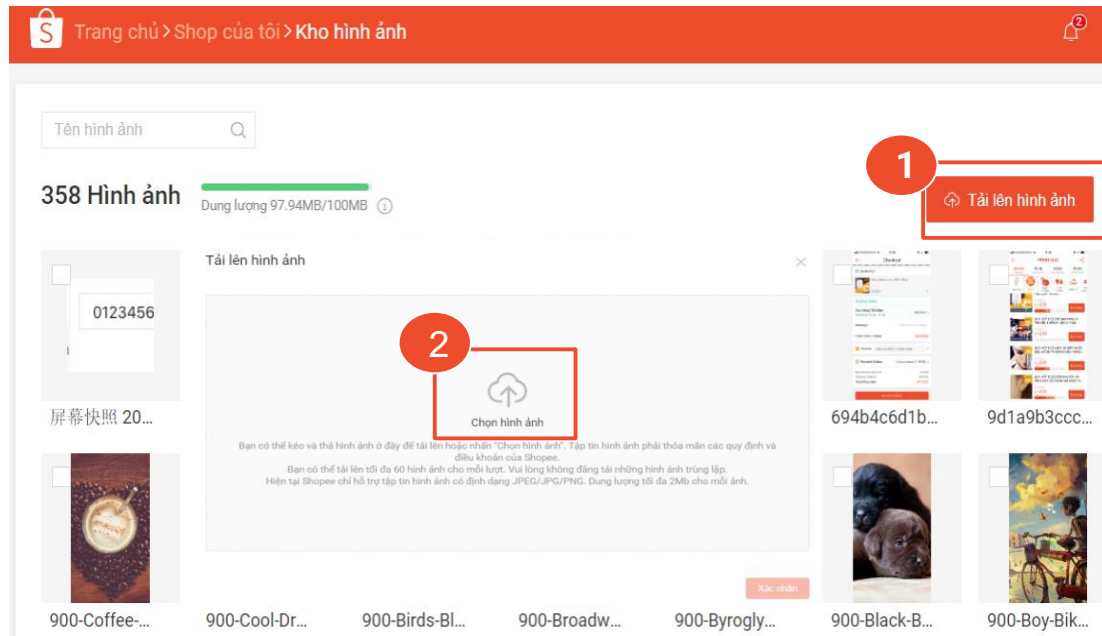 Trang chủ > Shop của tôi > Kho hình ảnh
2
Tên hình ảnh
1
358 Hình ảnh
Dung lượng 97.94MB/100MB
Tải lên hình ảnh
Tải lên hình ảnh
0123456
2
Chọn hình ảnh
Bạn có thể kéo và thả hình ảnh ở đây để tải lên hoặc nhấn "Chọn hình ảnh". Tập tin hình ảnh phải thỏa mãn các quy định và
điều khoản của Shopee.
Bạn có thể tải lên tối đa 60 hình ảnh cho mỗi lượt. Vui lòng không đăng tải những hình ảnh trùng lặp.
Hiện tại Shopee chỉ hỗ trợ tập tin hình ảnh có định dạng JPEG/JPG/PNG. Dung lượng tối đa 2Mb cho mỗi ảnh.
屏幕快照 20...
694b4c6d1b...
9d1a9b3ccc...
Xác nhận
900-Coffee-...
900-Cool-Dr...
900-Birds-Bl...
900-Broadw...
900-Byrogly...
900-Black-B...
900-Boy-Bik...